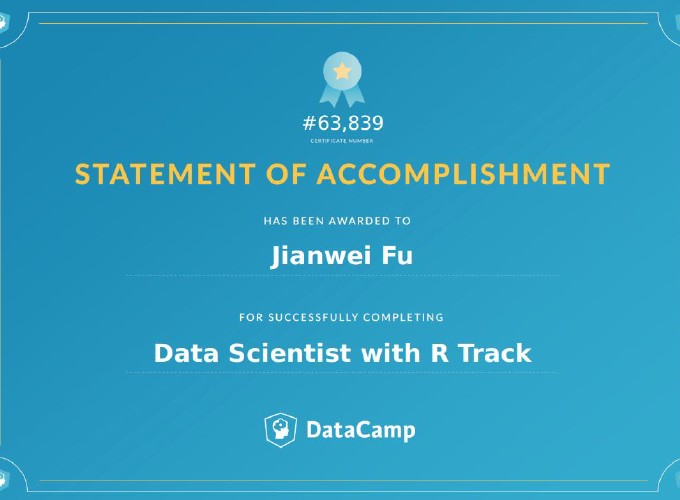 #63,839
CERTIFICATE NUMBER
STATEMENT OF ACCOMPLISHMENT
HAS BEEN AWARDED TO
Jianwei Fu
FOR SUCCESSFULLY COMPLETING
Data Scientist with R Track
DataCamp